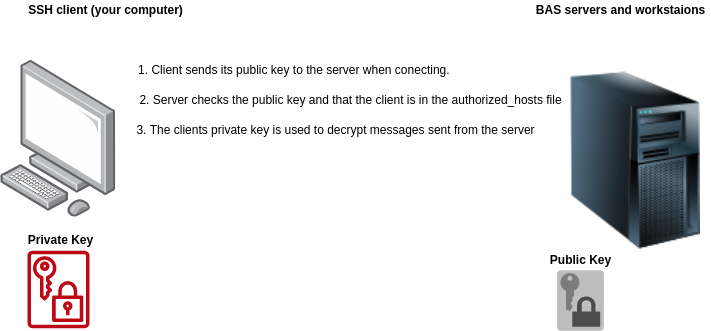 SSH client (your computer)
BAS servers and workstaions
1. Client sends its public key to the server when conecting.
2. Server checks the public key and that the client is in the authorized_hosts file
3. The clients private key is used to decrypt messages sent from the server
Private Key
Public Key